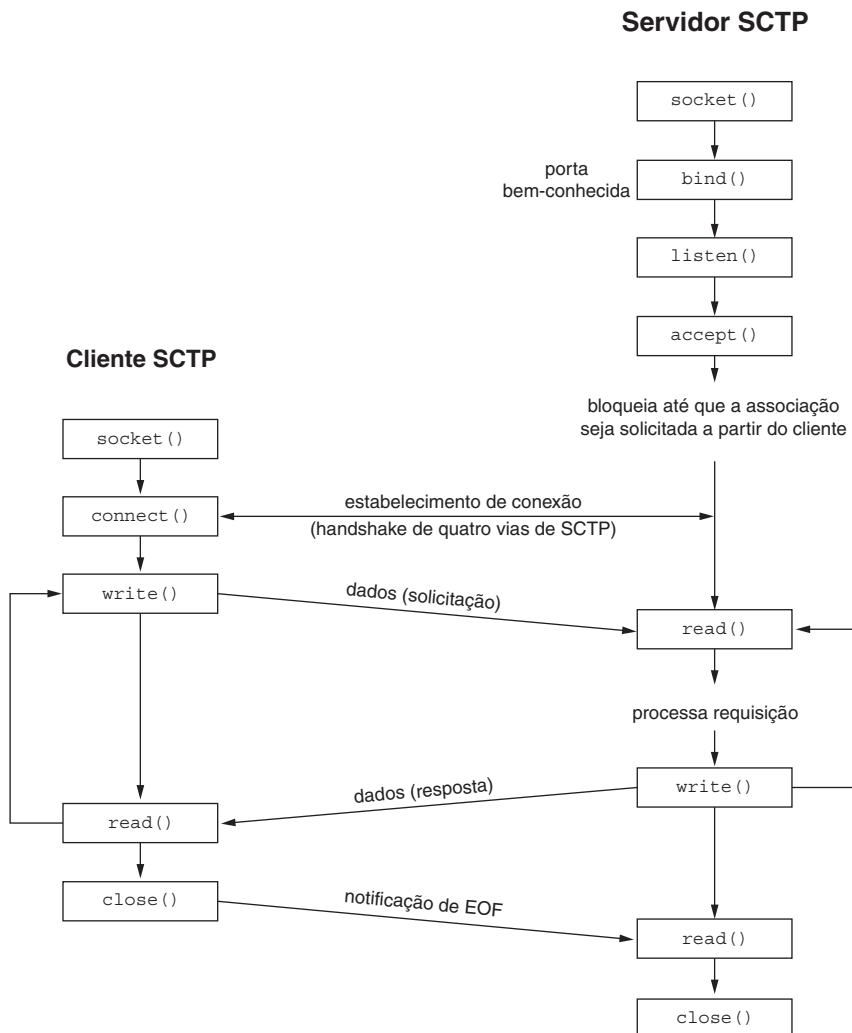 Servidor SCTP
socket()
porta
bem-conhecida
bind()
listen()
accept()
bloqueia até que a associação
seja solicitada a partir do cliente
Cliente SCTP
socket()
connect()
estabelecimento de conexão
(handshake de quatro vias de SCTP)
write()
dados (solicitação)
read()
processa requisição
write()
dados (resposta)
read()
close()
notificação de EOF
read()
close()